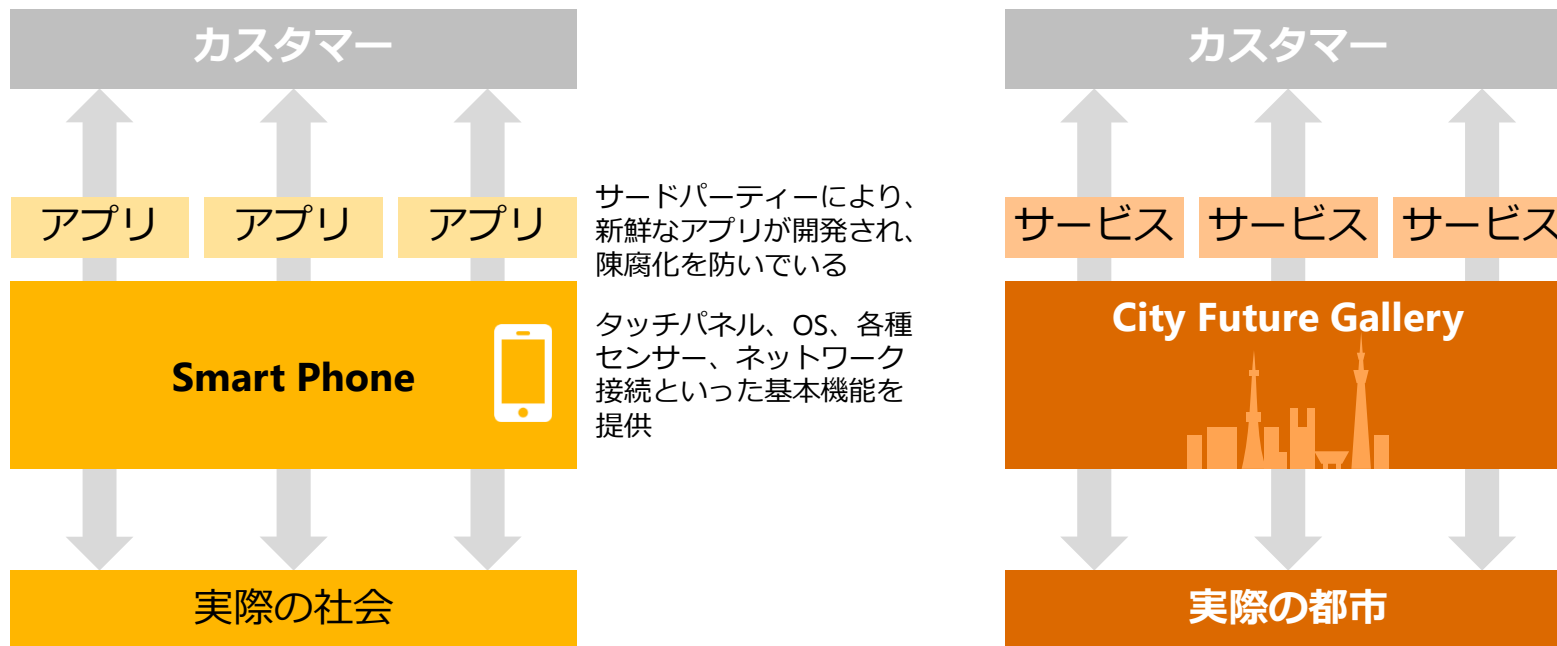 カスタマー
アプリ
アプリ
アプリ
サードパーティーにより、
新鮮なアプリが開発され、
陳腐化を防いでいる
Smart Phone
タッチパネル、OS、各種
センサー、ネットワーク
接続といった基本機能を
提供
実際の社会
カスタマー
サービス
サービス
サービス
City Future Gallery
実際の都市